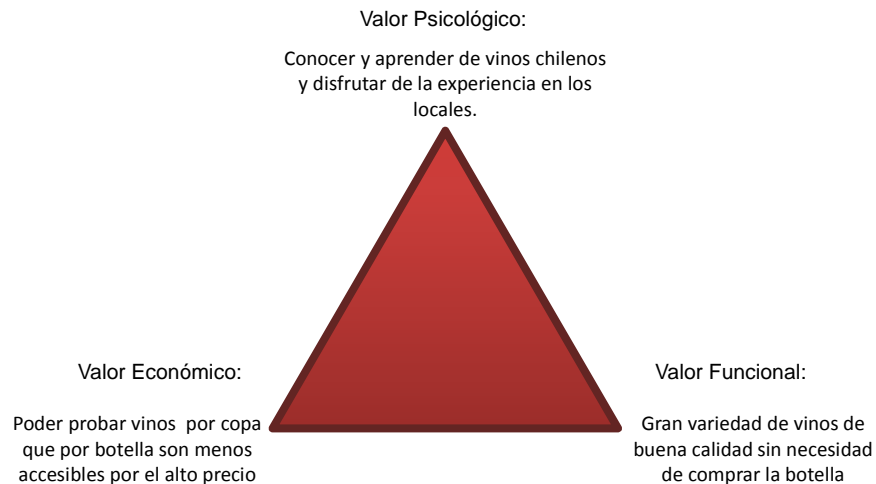 Valor Psicológico:
Conocer y aprender de vinos chilenos
y disfrutar de la experiencia en los
locales.
Valor Económico:
Poder probar vinos por copa
que por botella son menos
accesibles por el alto precio
Valor Funcional:
Gran variedad de vinos de
buena calidad sin necesidad
de comprar la botella